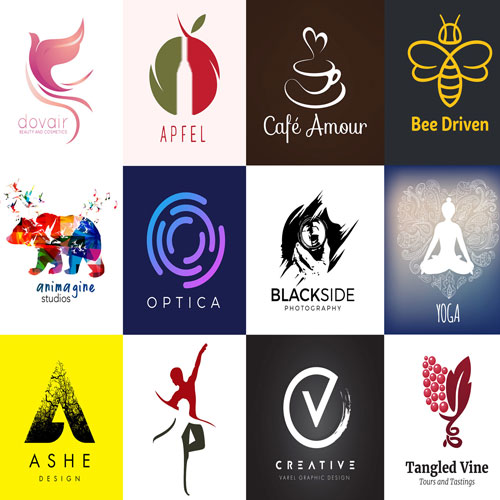 dovair
BEAUTY AND COSMETICS
APFEL
Café Amour
Bee Driven
animagine
studios
OPTICA
BLACKSIDE
PHOTOGRAPHY
YOGA
ASHE
DESIGN
V
CREATIVE
VAREL GRAPHIC DESIGN
Tangled Vine
Tours and Tastings